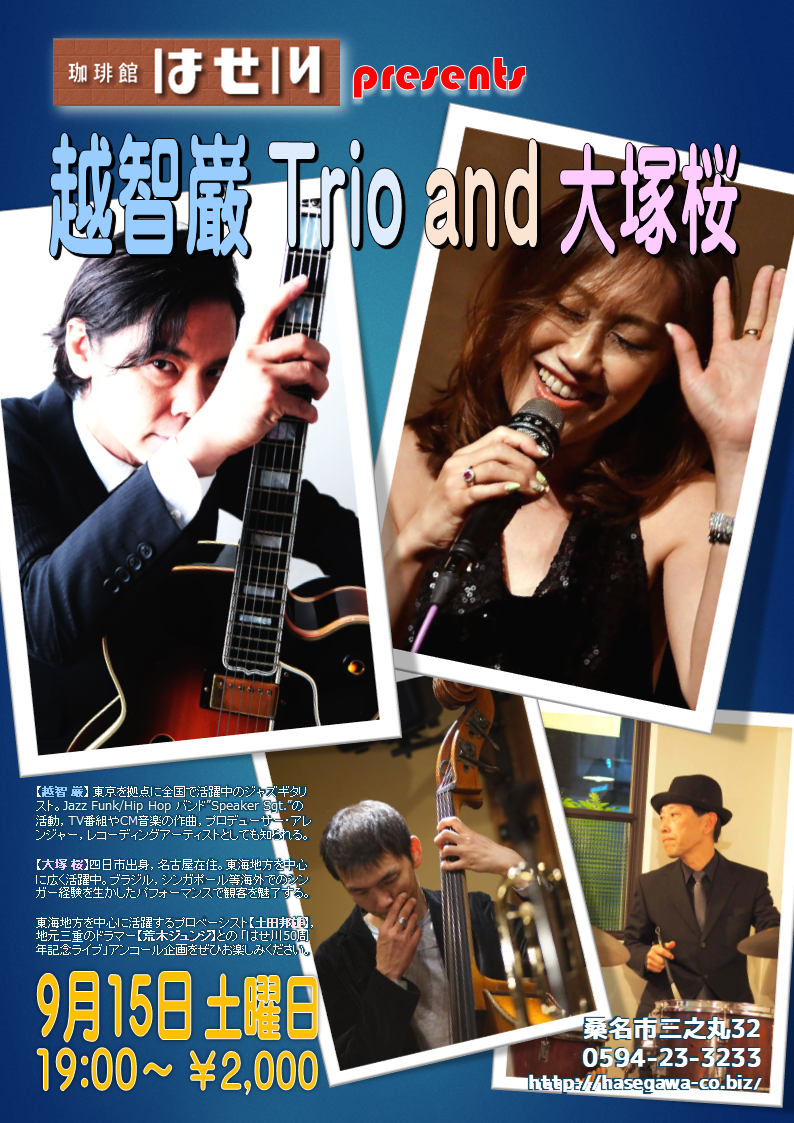 珈琲館 はせ川 presents
越智巌 Trio and 大塚桜
【越智 巌】 東京を拠点に全国で活躍中のジャズギタリ
スト。Jazz Funk/Hip Hop バンド"Speaker Sgt."の
活動，TV番組やCM音楽の作曲，プロデューサー・アレ
ンジャー，レコーディングアーティストとしても知られる。
【大塚 桜】四日市出身，名古屋在住。東海地方を中心
に広く活躍中。ブラジル，シンガポール等海外でのシン
ガー経験を生かしたパフォーマンスで観客を魅了する。
東海地方を中心に活躍するプロベーシスト【土田邦雄】，
地元三重のドラマー【荒木ジュンジ】との「はせ川50周
年記念ライブ」アンコール企画をぜひお楽しみください。
9月15日 土曜日
19:00～ ￥2,000
桑名市三之丸32
0594-23-3233
http://hasegawa-co.biz/